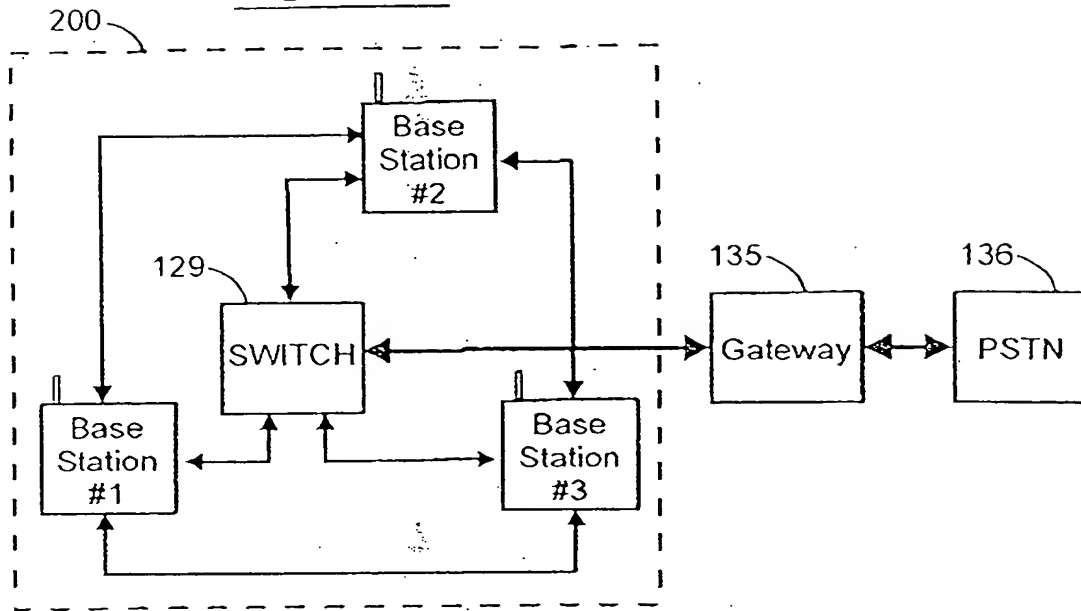 200
Base
Station
#2
129
SWITCH
135
Gateway
136
PSTN
Base
Station
#1
Base
Station
#3